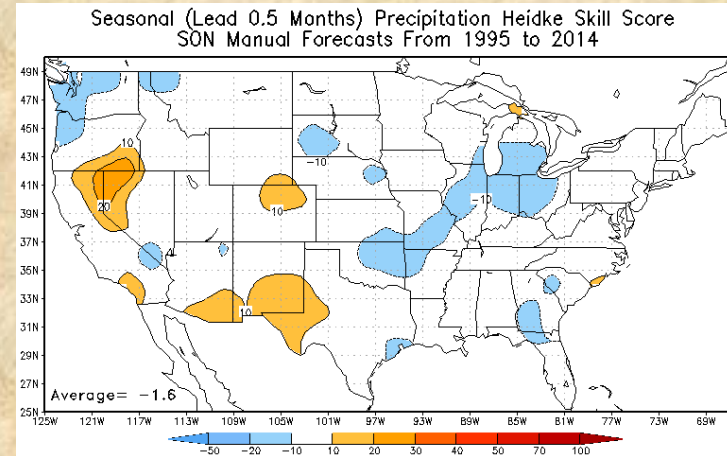 Seasonal (Lead 0.5 Months) Precipitation Heidke Skill Score
SON Manual Forecasts From 1995 to 2014
49N
47N
45N
43N
41N
39N
37N
35N
33N
31N
29N
27N
25N
10
20
-10
10
-10
10
Average= -1.6
125W 121W 117W 113W 109W 105W 101W 97W 93W 89W 85W 81W 77W 73W 69W
-50 -20 -10 10 20 30 40 50 70 100